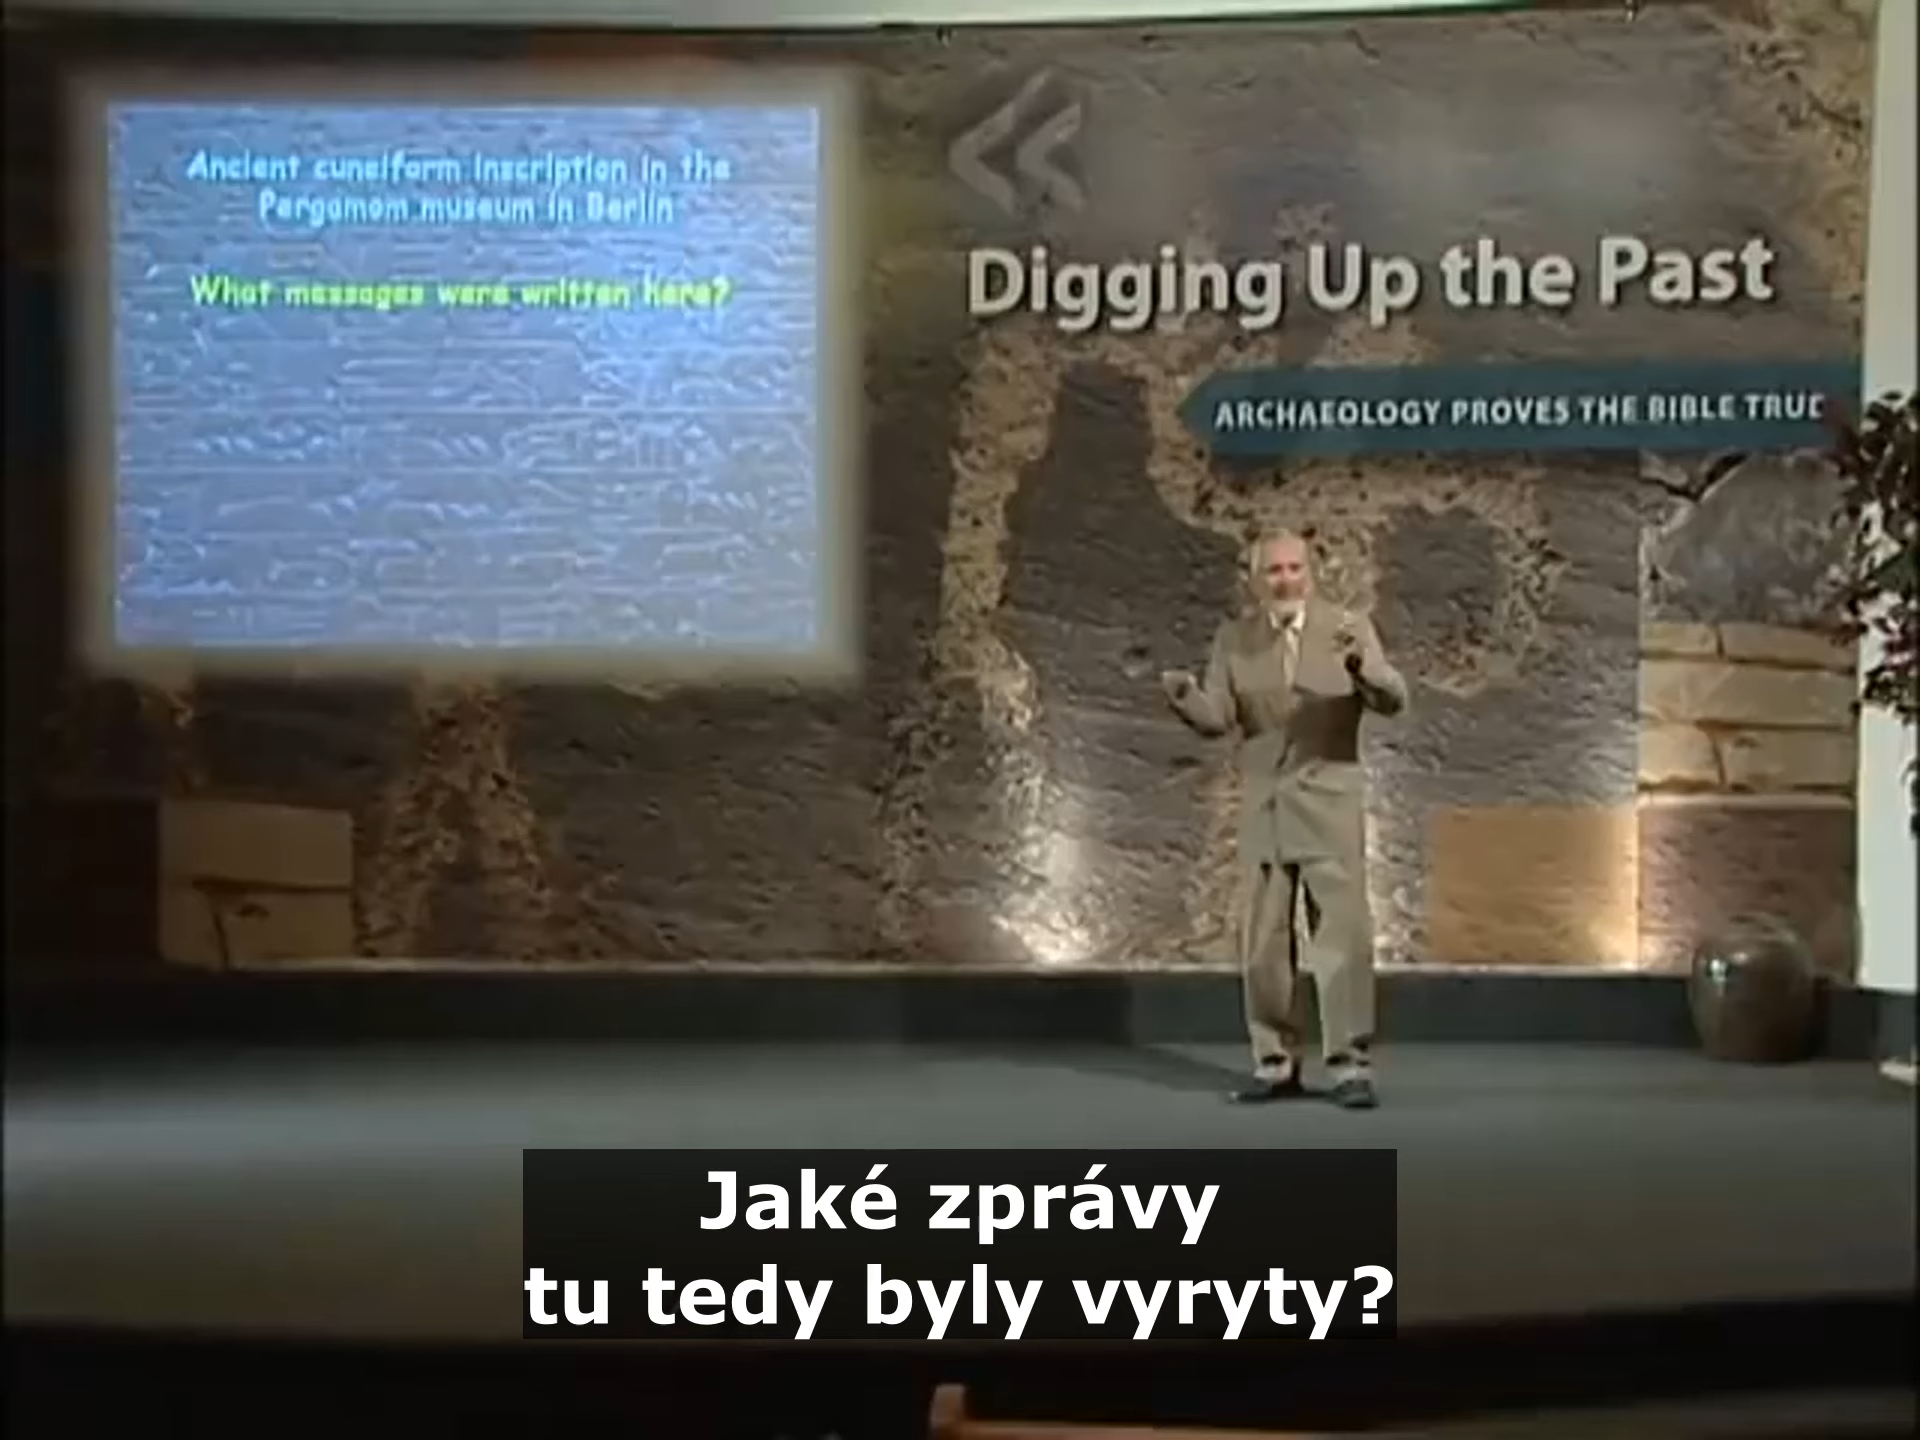 Ancient cuneiform inscription in the
Pergamom museum in Berlin
What messages were written here?
Digging Up the Past
ARCHAEOLOGY PROVES THE BIBLE TRUE
Jaké zprávy
tu tedy byly vyryty?